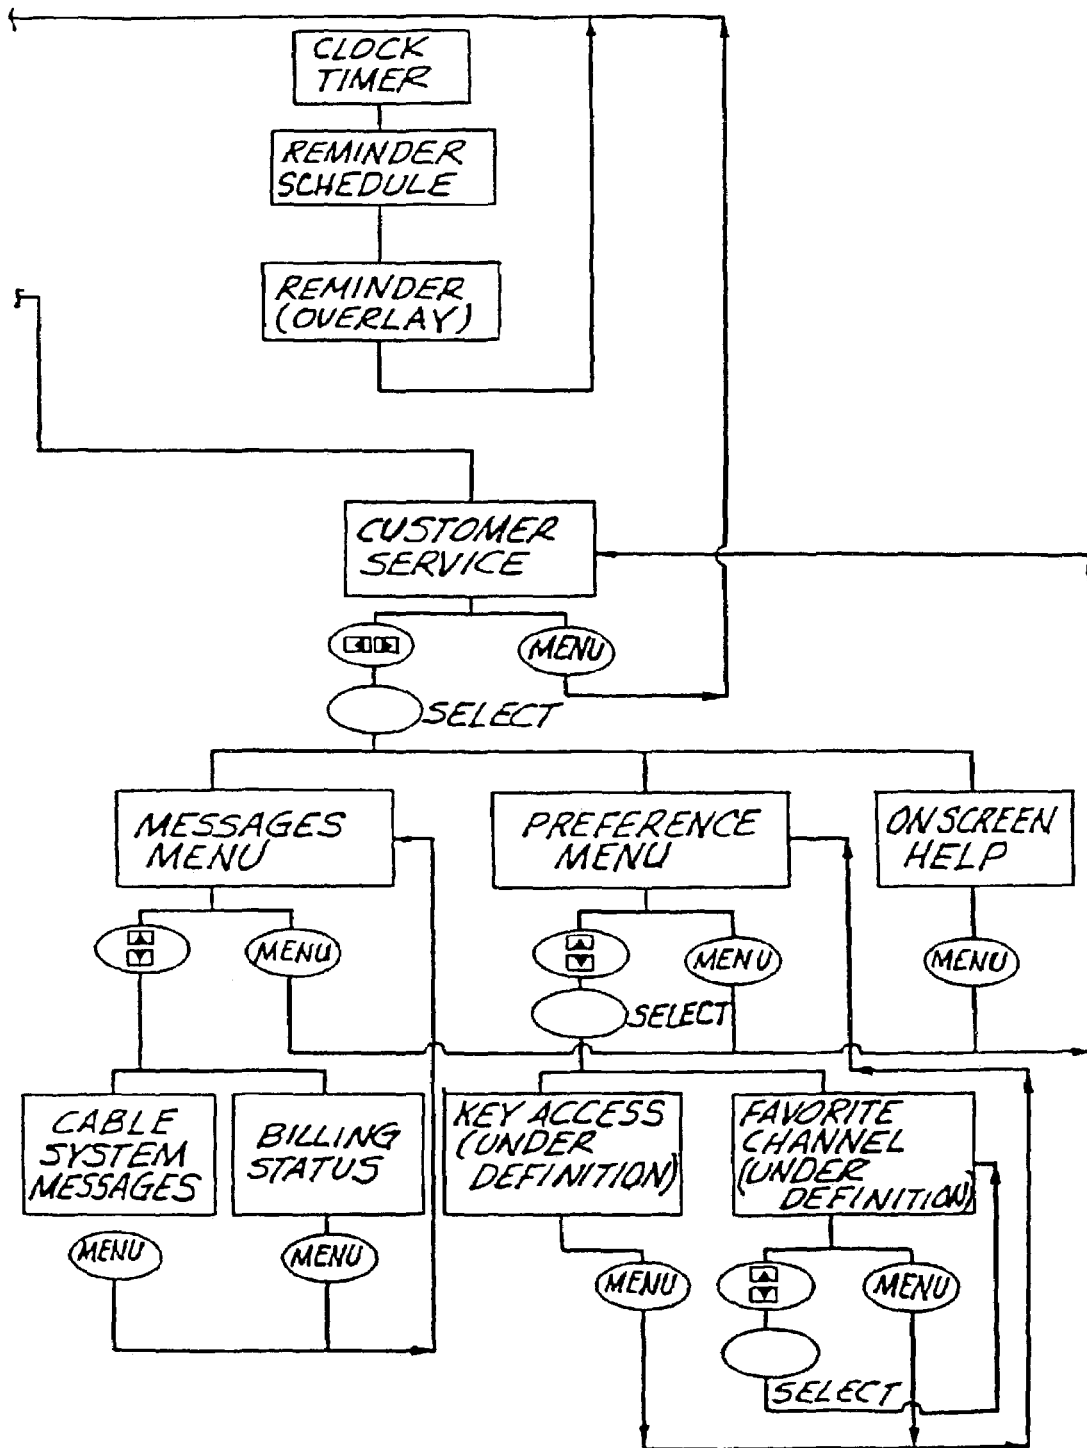 CLOCK
TIMER
REMINDER
SCHEDULE
REMINDER
(OVERLAY)
CUSTOMER
SERVICE
MENU
SELECT
MESSAGES
MENU
PREFERENCE
MENU
ON SCREEN
HELP
MENU
MENU
MENU
SELECT
CABLE
SYSTEM
MESSAGES
BILLING
STATUS
KEY ACCESS
(UNDER
DEFINITION)
FAVORITE
CHANNEL
(UNDER
DEFINITION)
MENU
MENU
MENU
MENU
SELECT